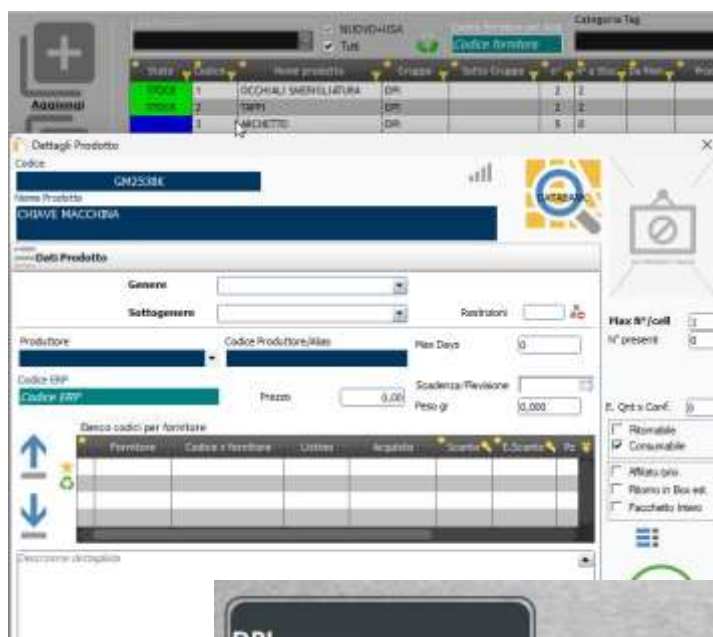 Categoria Tag
NUOVO+USA
Tutti
Codice fornitore
Aggiungi
Stato Codice Nome prodotto Gruppo Sotto Gruppo
STOCK 1 OCCHIALI SMERIGLIATURA DPI 2 2
STOCK 2 TAPPI DPI 2 2
3 ARCHETTO DPI 5 0
Dettagli Prodotto
Codice
GM2538K
Nome Prodotto
CHIAVE MACCHINA
DATABANK
Dati Prodotto
Genere
Sottogenere
Restrizioni
Max N°/cell 1
N° presenti 0
Produttore
Codice Produttore/Alias
Max Days 0
Codice ERP
Codice ERP
Prezzo 0,00
Scadenza/Revisione
Peso gr 0,000
E. Qnt x Conf. 0
Elenco codici per fornitore
Fornitore Codice x fornitore Listino Acquisto Sconto E.Sconto Pz
Ritornabile
Consumabile
Affilato/prio.
Ritorno in Box est.
Pacchetto Intero
Descrizione dettagliata
DPI